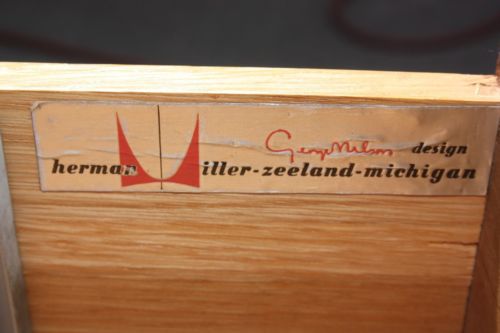 George Nelson design
herman Miller-zeeland-michigan